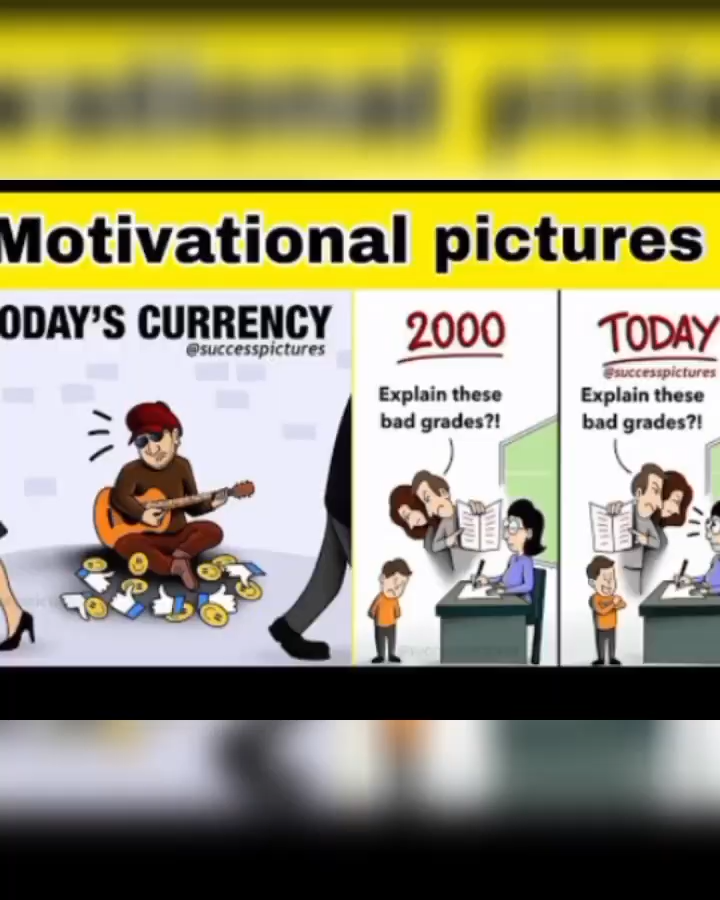 Motivational pictures
ODAY'S CURRENCY
@successpictures
2000
Explain these
bad grades?!
TODAY
@successpictures
Explain these
bad grades?!